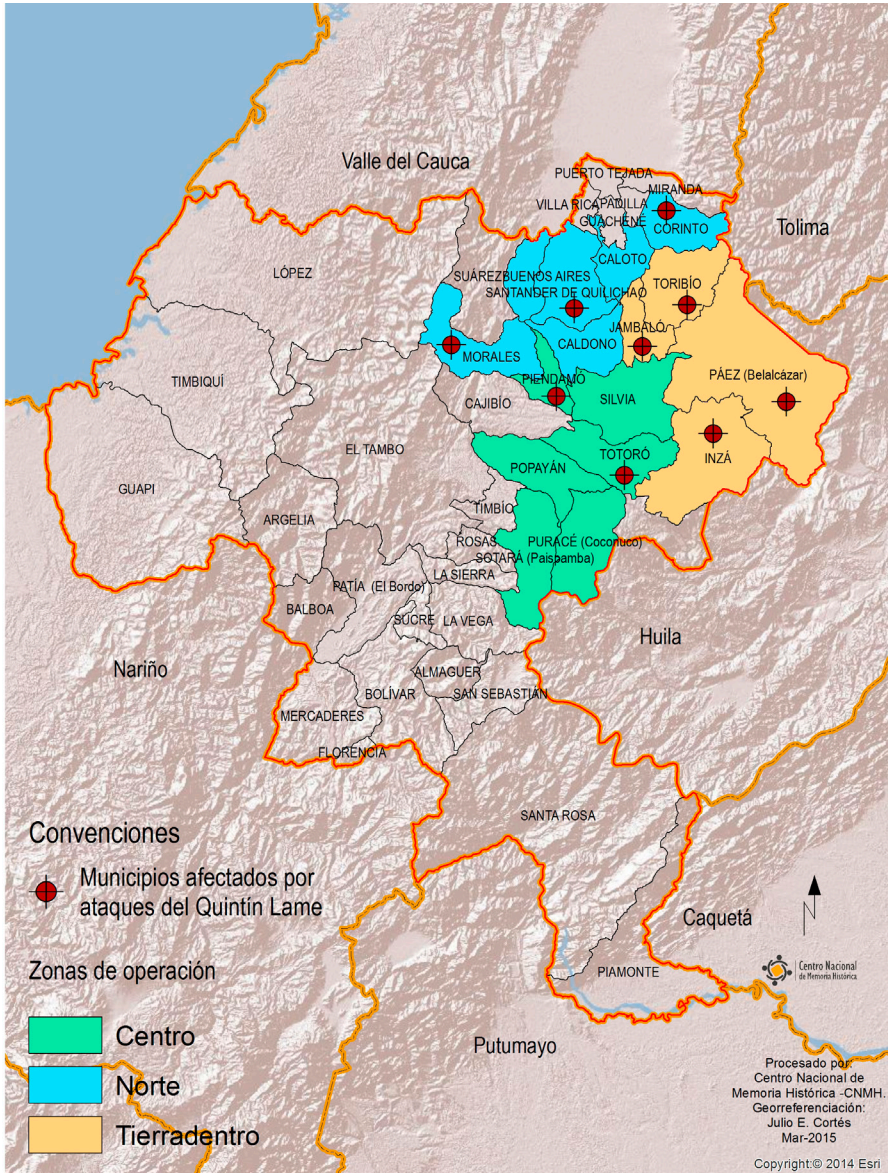 Valle del Cauca
PUERTO TEJADA
MIRANDA
VILLA RICA
PADILLA
GUACHENÉ
CORINTO
Tolima
CALOTO
LÓPEZ
SUÁREZ
BUENOS AIRES
TORIBÍO
SANTANDER DE QUILICHAO
JAMBALÓ
CALDONO
MORALES
PÁEZ (Belalcázar)
TIMBIQUÍ
PIENDAMÓ
SILVIA
CAJIBÍO
EL TAMBO
TOTORÓ
INZÁ
POPAYÁN
GUAPI
TIMBÍO
ARGELIA
ROSAS
PURACÉ (Coconuco)
SOTARÁ (Paispamba)
LA SIERRA
PATÍA (El Bordo)
BALBOA
SUCRE
LA VEGA
Huila
Nariño
ALMAGUER
BOLÍVAR
SAN SEBASTIÁN
MERCADERES
FLORENCIA
SANTA ROSA
Convenciones
Municipios afectados por
ataques del Quintín Lame
Caquetá
Zonas de operación
Centro Nacional
de Memoria Histórica
PIAMONTE
Centro
Putumayo
Norte
Tierradentro
Procesado por:
Centro Nacional de
Memoria Histórica -CNMH.
Georreferenciación:
Julio E. Cortés
Mar-2015
Copyright:© 2014 Esri
N